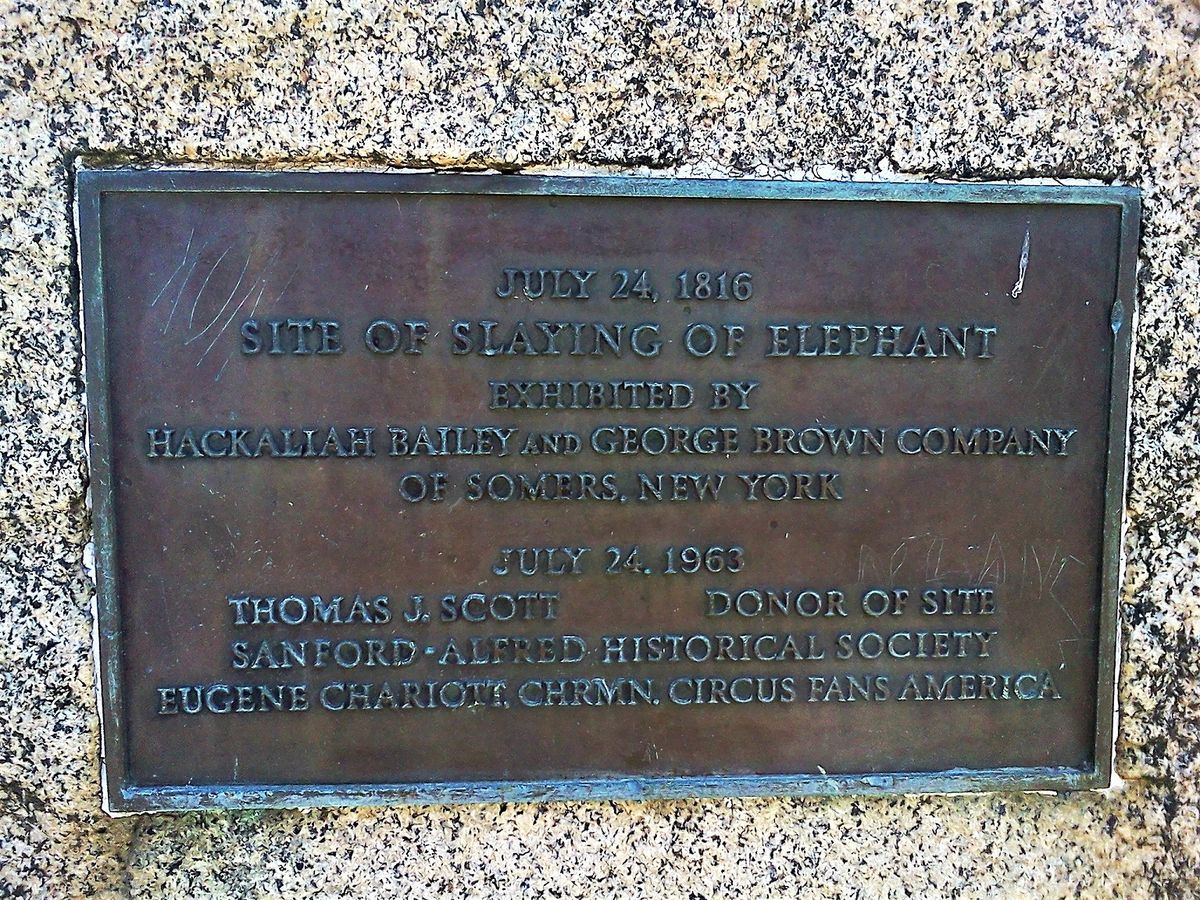 JULY 24, 1816
SITE OF SLAYING OF ELEPHANT
EXHIBITED BY
HACKALIAH BAILEY AND GEORGE BROWN COMPANY
OF SOMERS, NEW YORK
JULY 24, 1963
THOMAS J. SCOTT DONOR OF SITE
SANFORD-ALFRED HISTORICAL SOCIETY
EUGENE CHARIOTT, CHRMN. CIRCUS FANS AMERICA